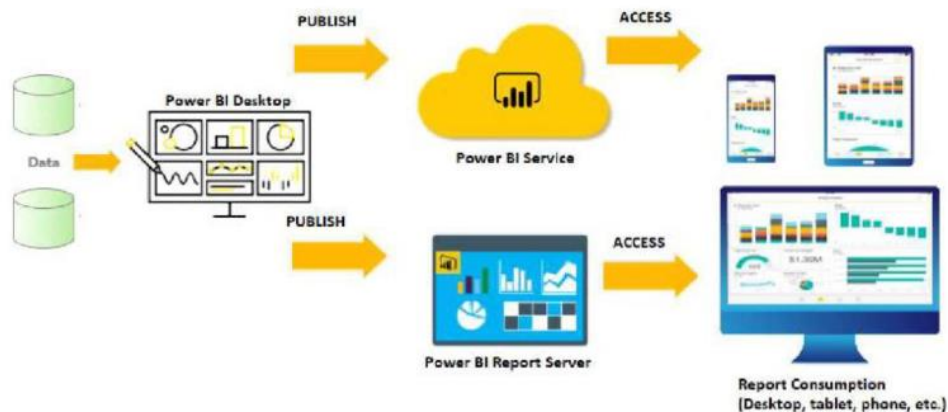 PUBLISH
ACCESS
Power BI Desktop
Data
Power BI Service
PUBLISH
ACCESS
$1.30M
Power BI Report Server
Report Consumption
(Desktop, tablet, phone, etc.)